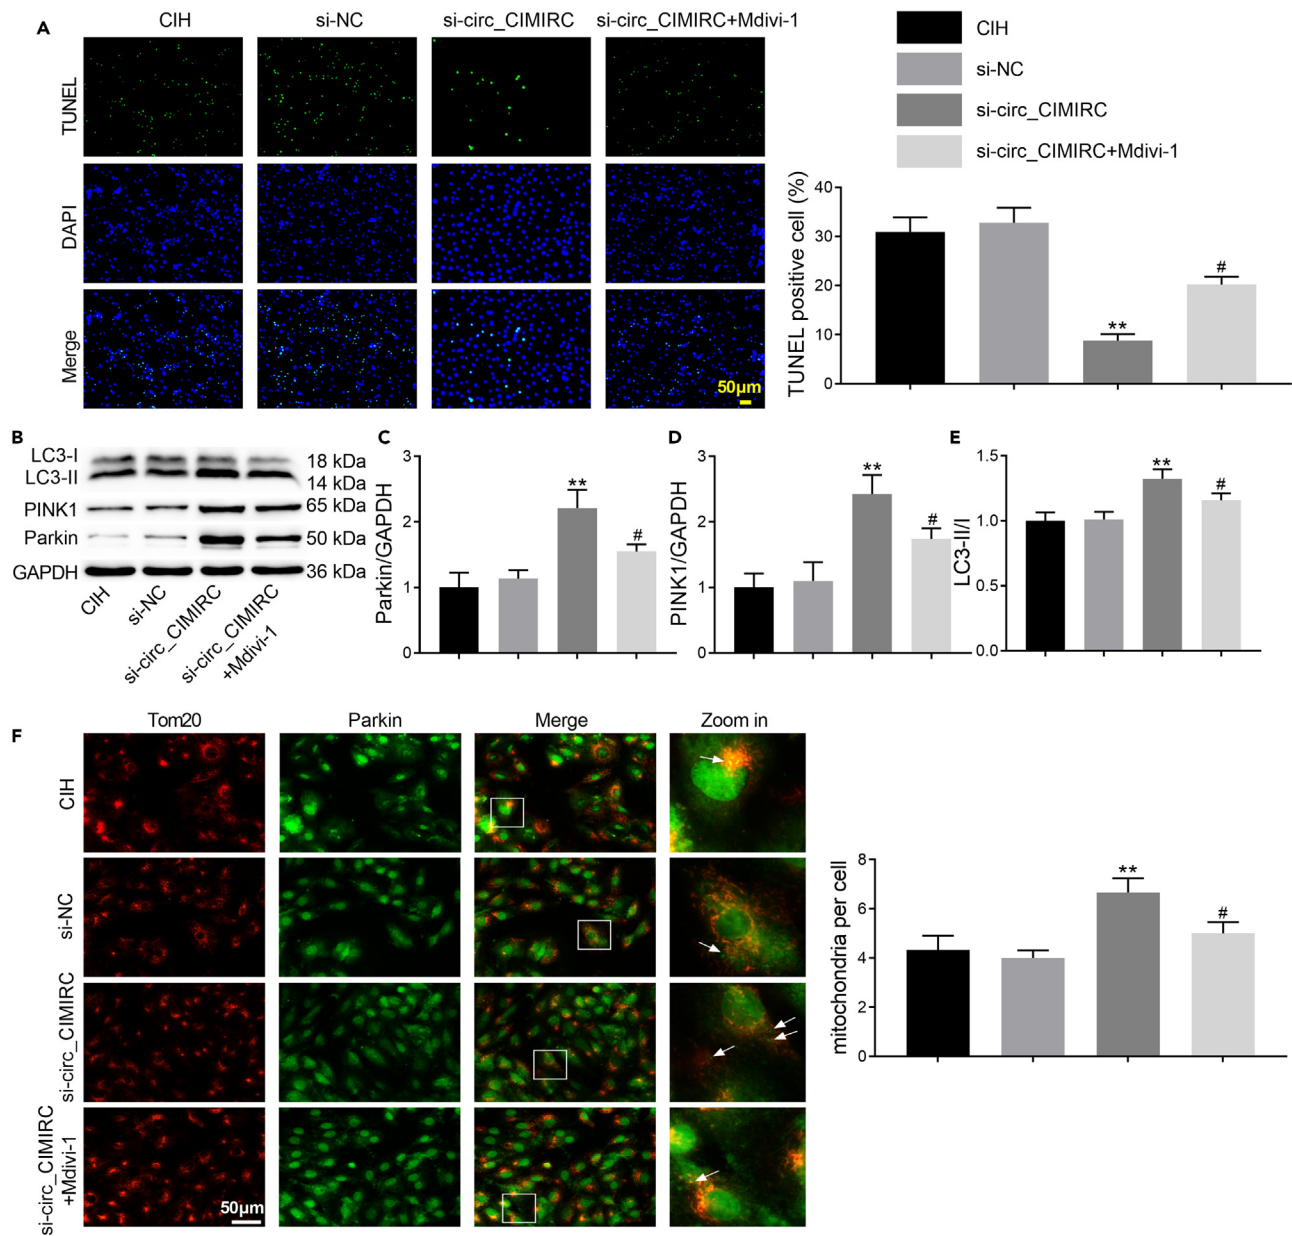 A
CIH
si-NC
si-circ_CIMIRC
si-circ_CIMIRC+Mdivi-1
TUNEL
DAPI
Merge
50μm
CIH
si-NC
si-circ_CIMIRC
si-circ_CIMIRC+Mdivi-1
TUNEL positive cell (%)
40
30
20
10
0
**
#
B
LC3-I
LC3-II
PINK1
Parkin
GAPDH
18 kDa
14 kDa
65 kDa
50 kDa
36 kDa
CIH
si-NC
si-circ_CIMIRC
si-circ_CIMIRC
+Mdivi-1
C
Parkin/GAPDH
3
2
1
0
**
#
D
PINK1/GAPDH
3
2
1
0
**
#
E
LC3-II/I
1.5
1.0
0.5
0.0
**
#
F
Tom20
Parkin
Merge
Zoom in
CIH
si-NC
si-circ_CIMIRC
si-circ_CIMIRC
+Mdivi-1
50μm
mitochondria per cell
8
6
4
2
0
**
#